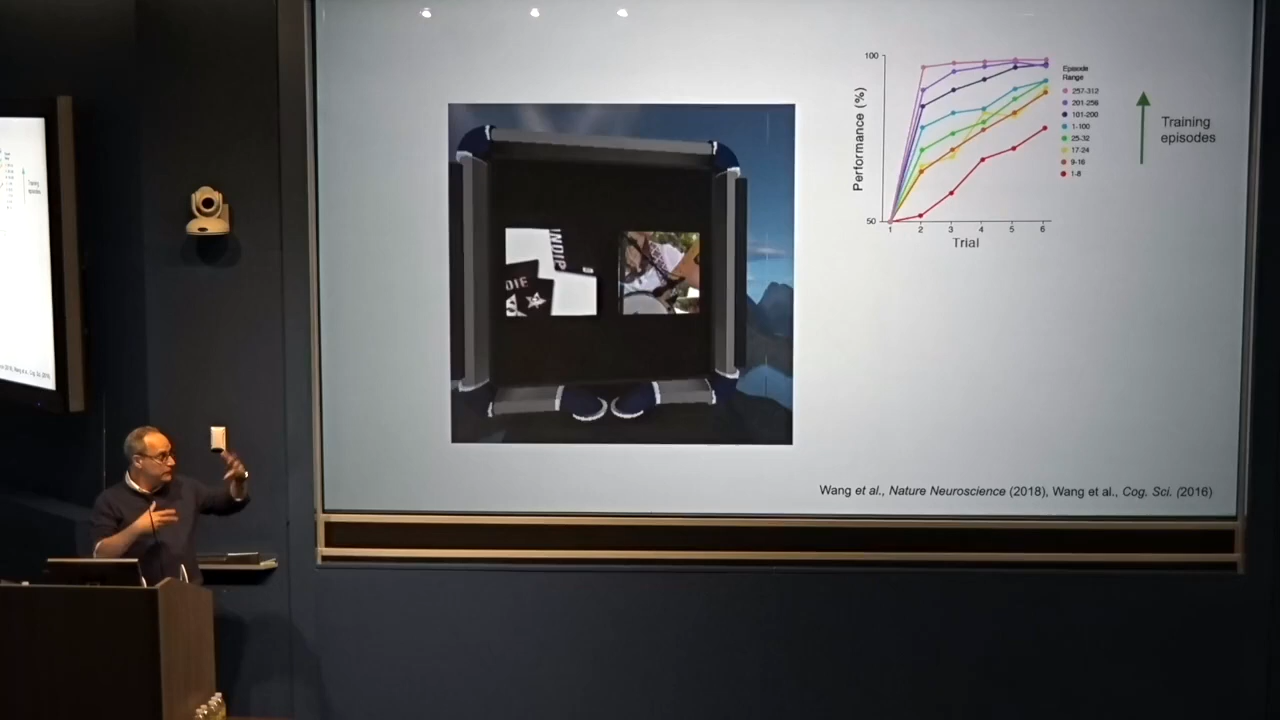 UNDIP
DIE
100
50
Performance (%)
1 2 3 4 5 6
Trial
Episode
Range
257-312
201-256
101-200
1-100
25-32
17-24
9-16
1-8
Training
episodes
Wang et al., Nature Neuroscience (2018), Wang et al., Cog. Sci. (2016)